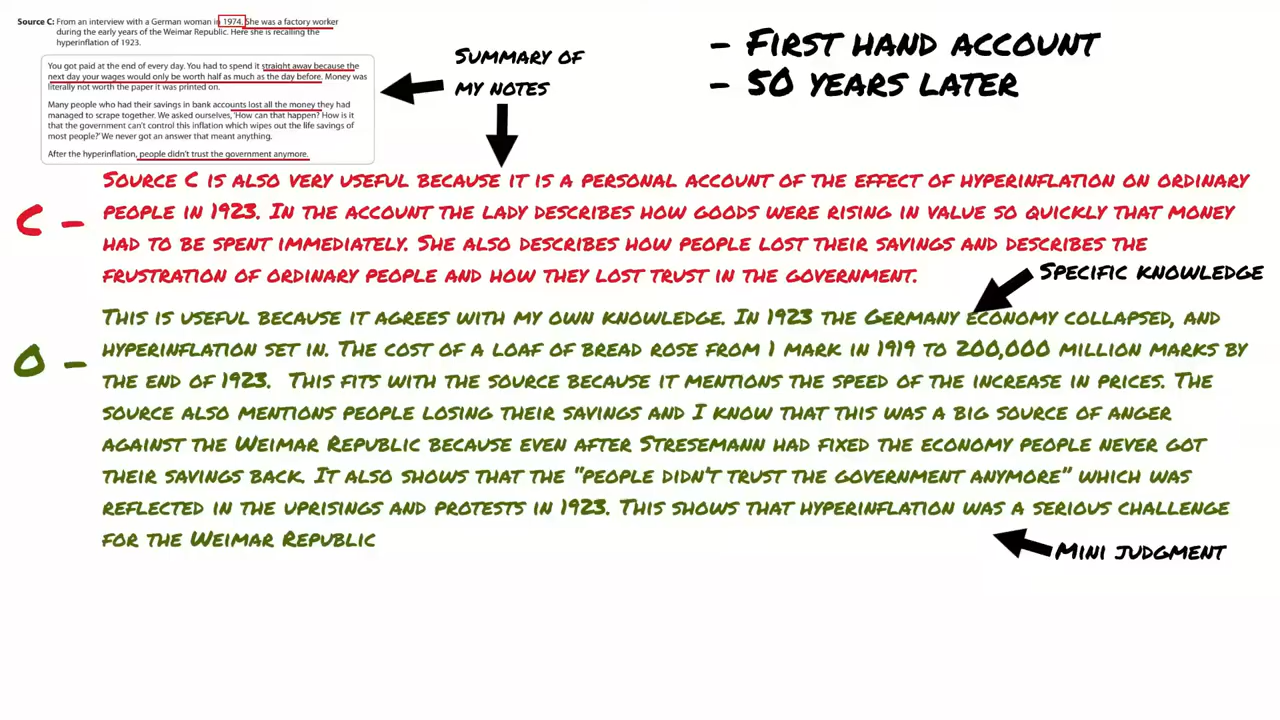 Source C: From an interview with a German woman in 1974. She was a factory worker
during the early years of the Weimar Republic. Here she is recalling the
hyperinflation of 1923.
You got paid at the end of every day. You had to spend it straight away because the
next day your wages would only be worth half as much as the day before. Money was
literally not worth the paper it was printed on.
Many people who had their savings in bank accounts lost all the money they had
managed to scrape together. We asked ourselves, 'How can that happen? How is it
that the government can't control this inflation which wipes out the life savings of
most people?' We never got an answer that meant anything.
After the hyperinflation, people didn't trust the government anymore.
Summary of
my notes
- First hand account
- 50 years later
C -
Source C is also very useful because it is a personal account of the effect of hyperinflation on ordinary
people in 1923. In the account the lady describes how goods were rising in value so quickly that money
had to be spent immediately. She also describes how people lost their savings and describes the
frustration of ordinary people and how they lost trust in the government.
Specific knowledge
O -
This is useful because it agrees with my own knowledge. In 1923 the Germany economy collapsed, and
hyperinflation set in. The cost of a loaf of bread rose from 1 mark in 1919 to 200,000 million marks by
the end of 1923. This fits with the source because it mentions the speed of the increase in prices. The
source also mentions people losing their savings and I know that this was a big source of anger
against the Weimar Republic because even after Stresemann had fixed the economy people never got
their savings back. It also shows that the "people didn't trust the government anymore" which was
reflected in the uprisings and protests in 1923. This shows that hyperinflation was a serious challenge
for the Weimar Republic
Mini judgment